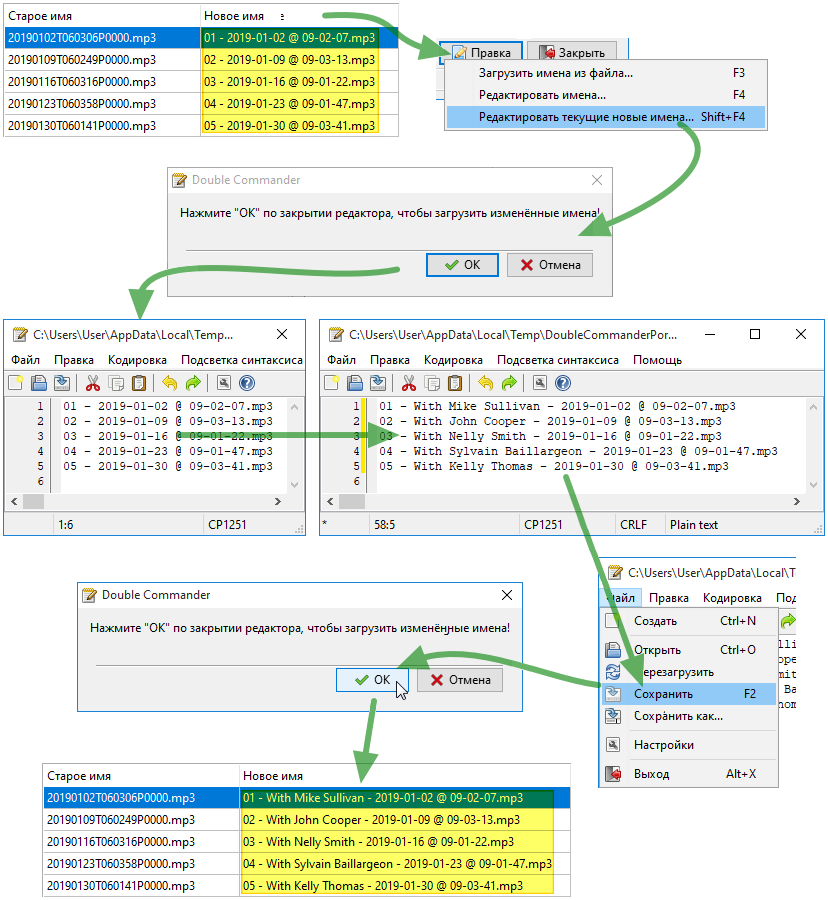 Старое имя Новое имя е
20190102T060306P0000.mp3 01 - 2019-01-02 @ 09-02-07.mp3
20190109T060249P0000.mp3 02 - 2019-01-09 @ 09-03-13.mp3
20190116T060316P0000.mp3 03 - 2019-01-16 @ 09-01-22.mp3
20190123T060358P0000.mp3 04 - 2019-01-23 @ 09-01-47.mp3
20190130T060141P0000.mp3 05 - 2019-01-30 @ 09-03-41.mp3
Правка Закрыть
Загрузить имена из файла... F3
Редактировать имена... F4
Редактировать текущие новые имена... Shift+F4
Double Commander
Нажмите "ОК" по закрытии редактора, чтобы загрузить изменённые имена!
ОК Отмена
C:\Users\User\AppData\Local\Temp...
Файл Правка Кодировка Подсветка синтаксиса
1 01 - 2019-01-02 @ 09-02-07.mp3
2 02 - 2019-01-09 @ 09-03-13.mp3
3 03 - 2019-01-16 @ 09-01-22.mp3
4 04 - 2019-01-23 @ 09-01-47.mp3
5 05 - 2019-01-30 @ 09-03-41.mp3
6
1:6 CP1251
C:\Users\User\AppData\Local\Temp\DoubleCommanderPor...
Файл Правка Кодировка Подсветка синтаксиса Помощь
1 01 - With Mike Sullivan - 2019-01-02 @ 09-02-07.mp3
2 02 - With John Cooper - 2019-01-09 @ 09-03-13.mp3
3 03 - With Nelly Smith - 2019-01-16 @ 09-01-22.mp3
4 04 - With Sylvain Baillargeon - 2019-01-23 @ 09-01-47.mp3
5 05 - With Kelly Thomas - 2019-01-30 @ 09-03-41.mp3
6
* 58:5 CP1251 CRLF Plain text
C:\Users\User\AppData\Local\Te
Файл Правка Кодировка Под
Создать Ctrl+N
Открыть Ctrl+O
Перезагрузить
Сохранить F2
Сохранить как...
Настройки
Выход Alt+X
Double Commander
Нажмите "ОК" по закрытии редактора, чтобы загрузить изменённые имена!
ОК Отмена
Старое имя Новое имя
20190102T060306P0000.mp3 01 - With Mike Sullivan - 2019-01-02 @ 09-02-07.mp3
20190109T060249P0000.mp3 02 - With John Cooper - 2019-01-09 @ 09-03-13.mp3
20190116T060316P0000.mp3 03 - With Nelly Smith - 2019-01-16 @ 09-01-22.mp3
20190123T060358P0000.mp3 04 - With Sylvain Baillargeon - 2019-01-23 @ 09-01-47.mp3
20190130T060141P0000.mp3 05 - With Kelly Thomas - 2019-01-30 @ 09-03-41.mp3